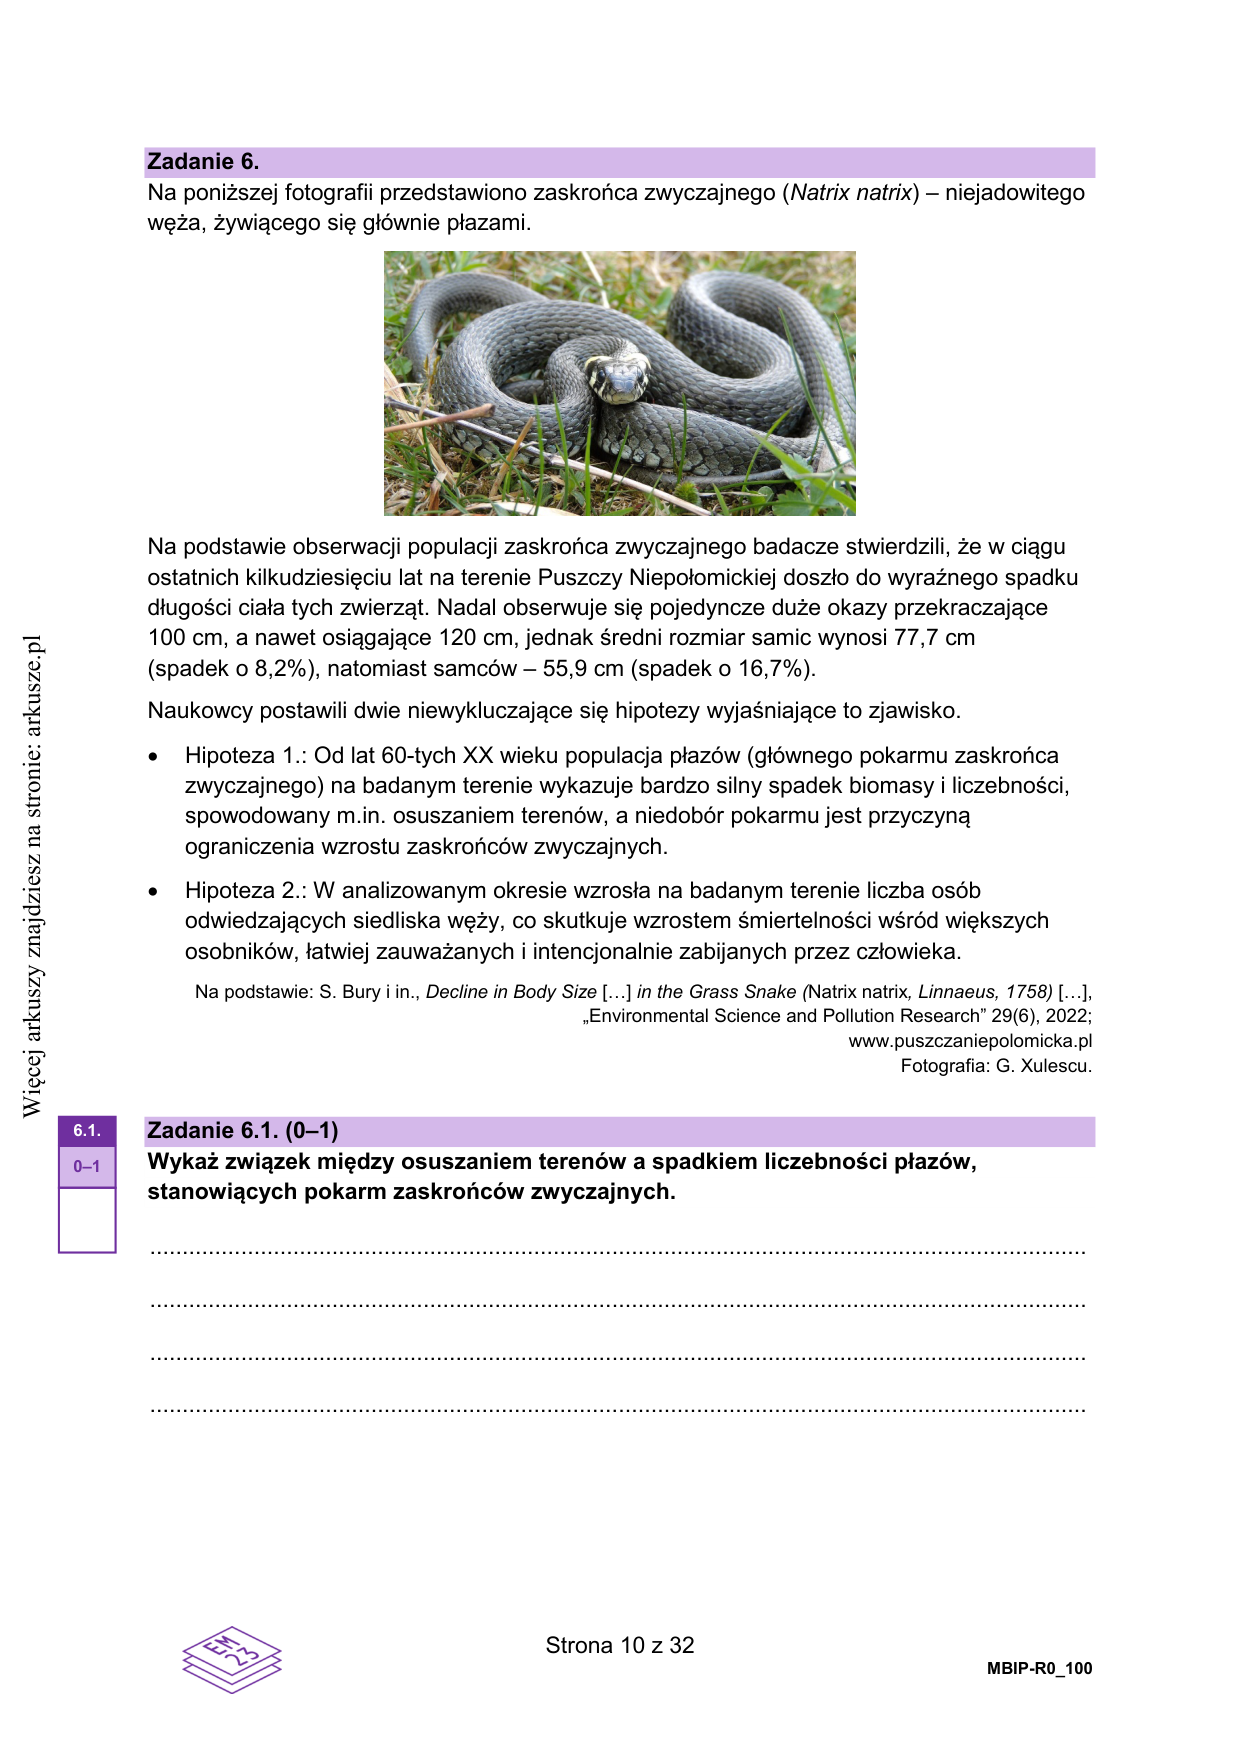 Zadanie 6.
Na poniższej fotografii przedstawiono zaskrońca zwyczajnego (Natrix natrix) – niejadowitego
węża, żywiącego się głównie płazami.
Na podstawie obserwacji populacji zaskrońca zwyczajnego badacze stwierdzili, że w ciągu
ostatnich kilkudziesięciu lat na terenie Puszczy Niepołomickiej doszło do wyraźnego spadku
długości ciała tych zwierząt. Nadal obserwuje się pojedyncze duże okazy przekraczające
100 cm, a nawet osiągające 120 cm, jednak średni rozmiar samic wynosi 77,7 cm
(spadek o 8,2%), natomiast samców – 55,9 cm (spadek o 16,7%).
Naukowcy postawili dwie niewykluczające się hipotezy wyjaśniające to zjawisko.
• Hipoteza 1.: Od lat 60-tych XX wieku populacja płazów (głównego pokarmu zaskrońca
zwyczajnego) na badanym terenie wykazuje bardzo silny spadek biomasy i liczebności,
spowodowany m.in. osuszaniem terenów, a niedobór pokarmu jest przyczyną
ograniczenia wzrostu zaskrońców zwyczajnych.
• Hipoteza 2.: W analizowanym okresie wzrosła na badanym terenie liczba osób
odwiedzających siedliska węży, co skutkuje wzrostem śmiertelności wśród większych
osobników, łatwiej zauważanych i intencjonalnie zabijanych przez człowieka.
Na podstawie: S. Bury i in., Decline in Body Size […] in the Grass Snake (Natrix natrix, Linnaeus, 1758) […],
„Environmental Science and Pollution Research” 29(6), 2022;
www.puszczaniepolomicka.pl
Fotografia: G. Xulescu.
Więcej arkuszy znajdziesz na stronie: arkusze.pl
6.1.
0–1
Zadanie 6.1. (0–1)
Wykaż związek między osuszaniem terenów a spadkiem liczebności płazów,
stanowiących pokarm zaskrońców zwyczajnych.
EM
23
Strona 10 z 32
MBIP-R0_100